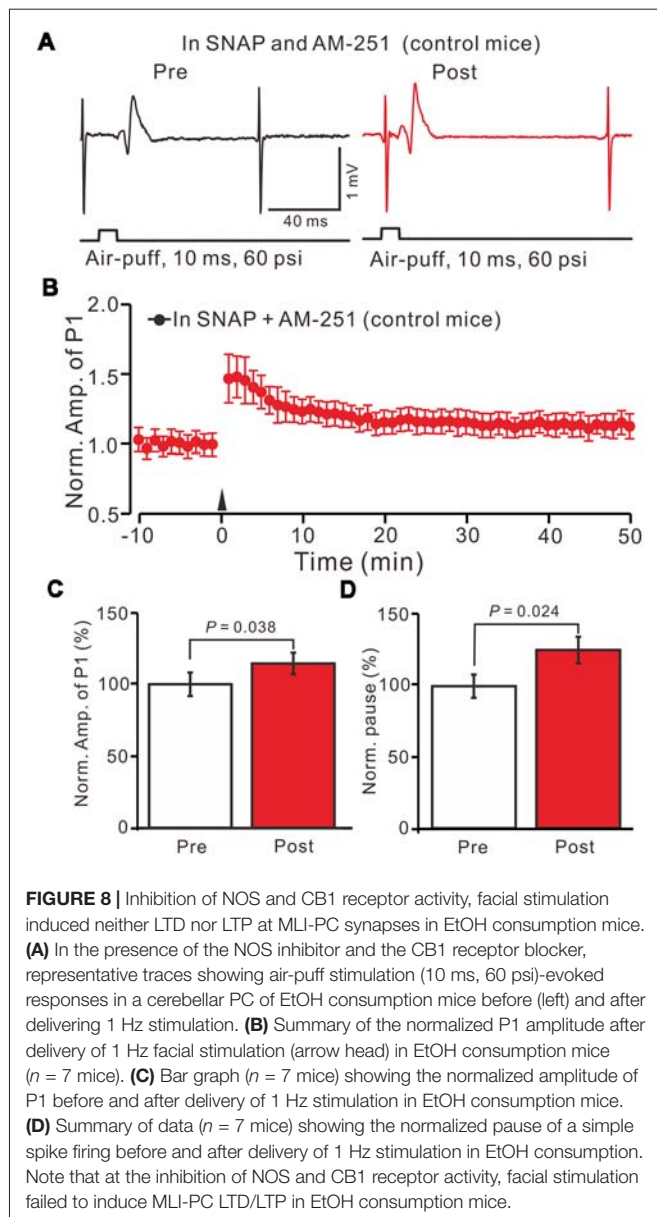 A
In SNAP and AM-251 (control mice)
Pre
Post
1 mV
40 ms
Air-puff, 10 ms, 60 psi
Air-puff, 10 ms, 60 psi
B
2.0
In SNAP + AM-251 (control mice)
Norm. Amp. of P1
1.5
1.0
0.5
-10 0 10 20 30 40 50
Time (min)
C
Norm. Amp. of P1 (%)
150
100
50
0
P = 0.038
Pre Post
D
Norm. pause (%)
150
100
50
0
P = 0.024
Pre Post
FIGURE 8 | Inhibition of NOS and CB1 receptor activity, facial stimulation
induced neither LTD nor LTP at MLI-PC synapses in EtOH consumption mice.
(A) In the presence of the NOS inhibitor and the CB1 receptor blocker,
representative traces showing air-puff stimulation (10 ms, 60 psi)-evoked
responses in a cerebellar PC of EtOH consumption mice before (left) and after
delivering 1 Hz stimulation. (B) Summary of the normalized P1 amplitude after
delivery of 1 Hz facial stimulation (arrow head) in EtOH consumption mice
(n = 7 mice). (C) Bar graph (n = 7 mice) showing the normalized amplitude of
P1 before and after delivery of 1 Hz stimulation in EtOH consumption mice.
(D) Summary of data (n = 7 mice) showing the normalized pause of a simple
spike firing before and after delivery of 1 Hz stimulation in EtOH consumption.
Note that at the inhibition of NOS and CB1 receptor activity, facial stimulation
failed to induce MLI-PC LTD/LTP in EtOH consumption mice.